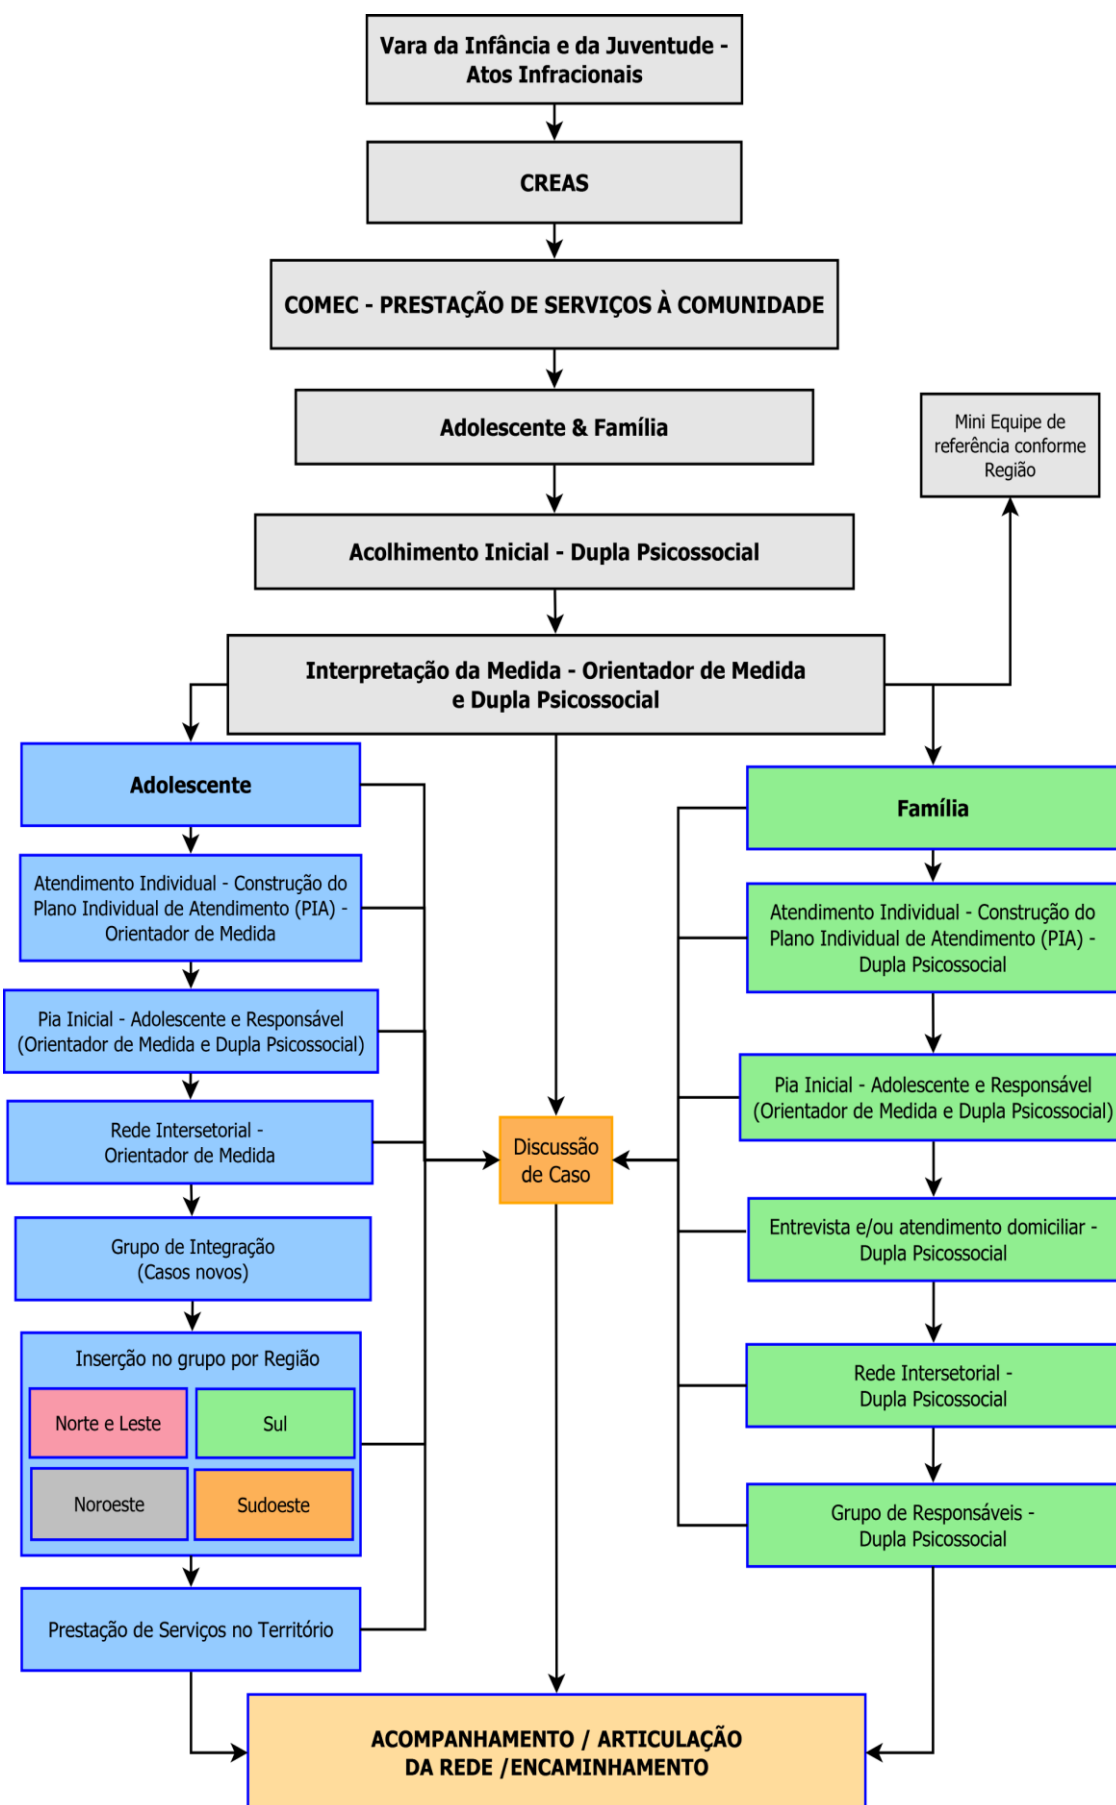 Vara da Infância e da Juventude -
Atos Infracionais
CREAS
COMEC - PRESTAÇÃO DE SERVIÇOS À COMUNIDADE
Adolescente & Família
Mini Equipe de
referência conforme
Região
Acolhimento Inicial - Dupla Psicossocial
Interpretação da Medida - Orientador de Medida
e Dupla Psicossocial
Adolescente
Atendimento Individual - Construção do
Plano Individual de Atendimento (PIA) -
Orientador de Medida
Pia Inicial - Adolescente e Responsável
(Orientador de Medida e Dupla Psicossocial)
Rede Intersetorial -
Orientador de Medida
Grupo de Integração
(Casos novos)
Inserção no grupo por Região
Norte e Leste
Sul
Noroeste
Sudoeste
Prestação de Serviços no Território
Discussão
de Caso
Família
Atendimento Individual - Construção do
Plano Individual de Atendimento (PIA) -
Dupla Psicossocial
Pia Inicial - Adolescente e Responsável
(Orientador de Medida e Dupla Psicossocial)
Entrevista e/ou atendimento domiciliar -
Dupla Psicossocial
Rede Intersetorial -
Dupla Psicossocial
Grupo de Responsáveis -
Dupla Psicossocial
ACOMPANHAMENTO / ARTICULAÇÃO
DA REDE /ENCAMINHAMENTO